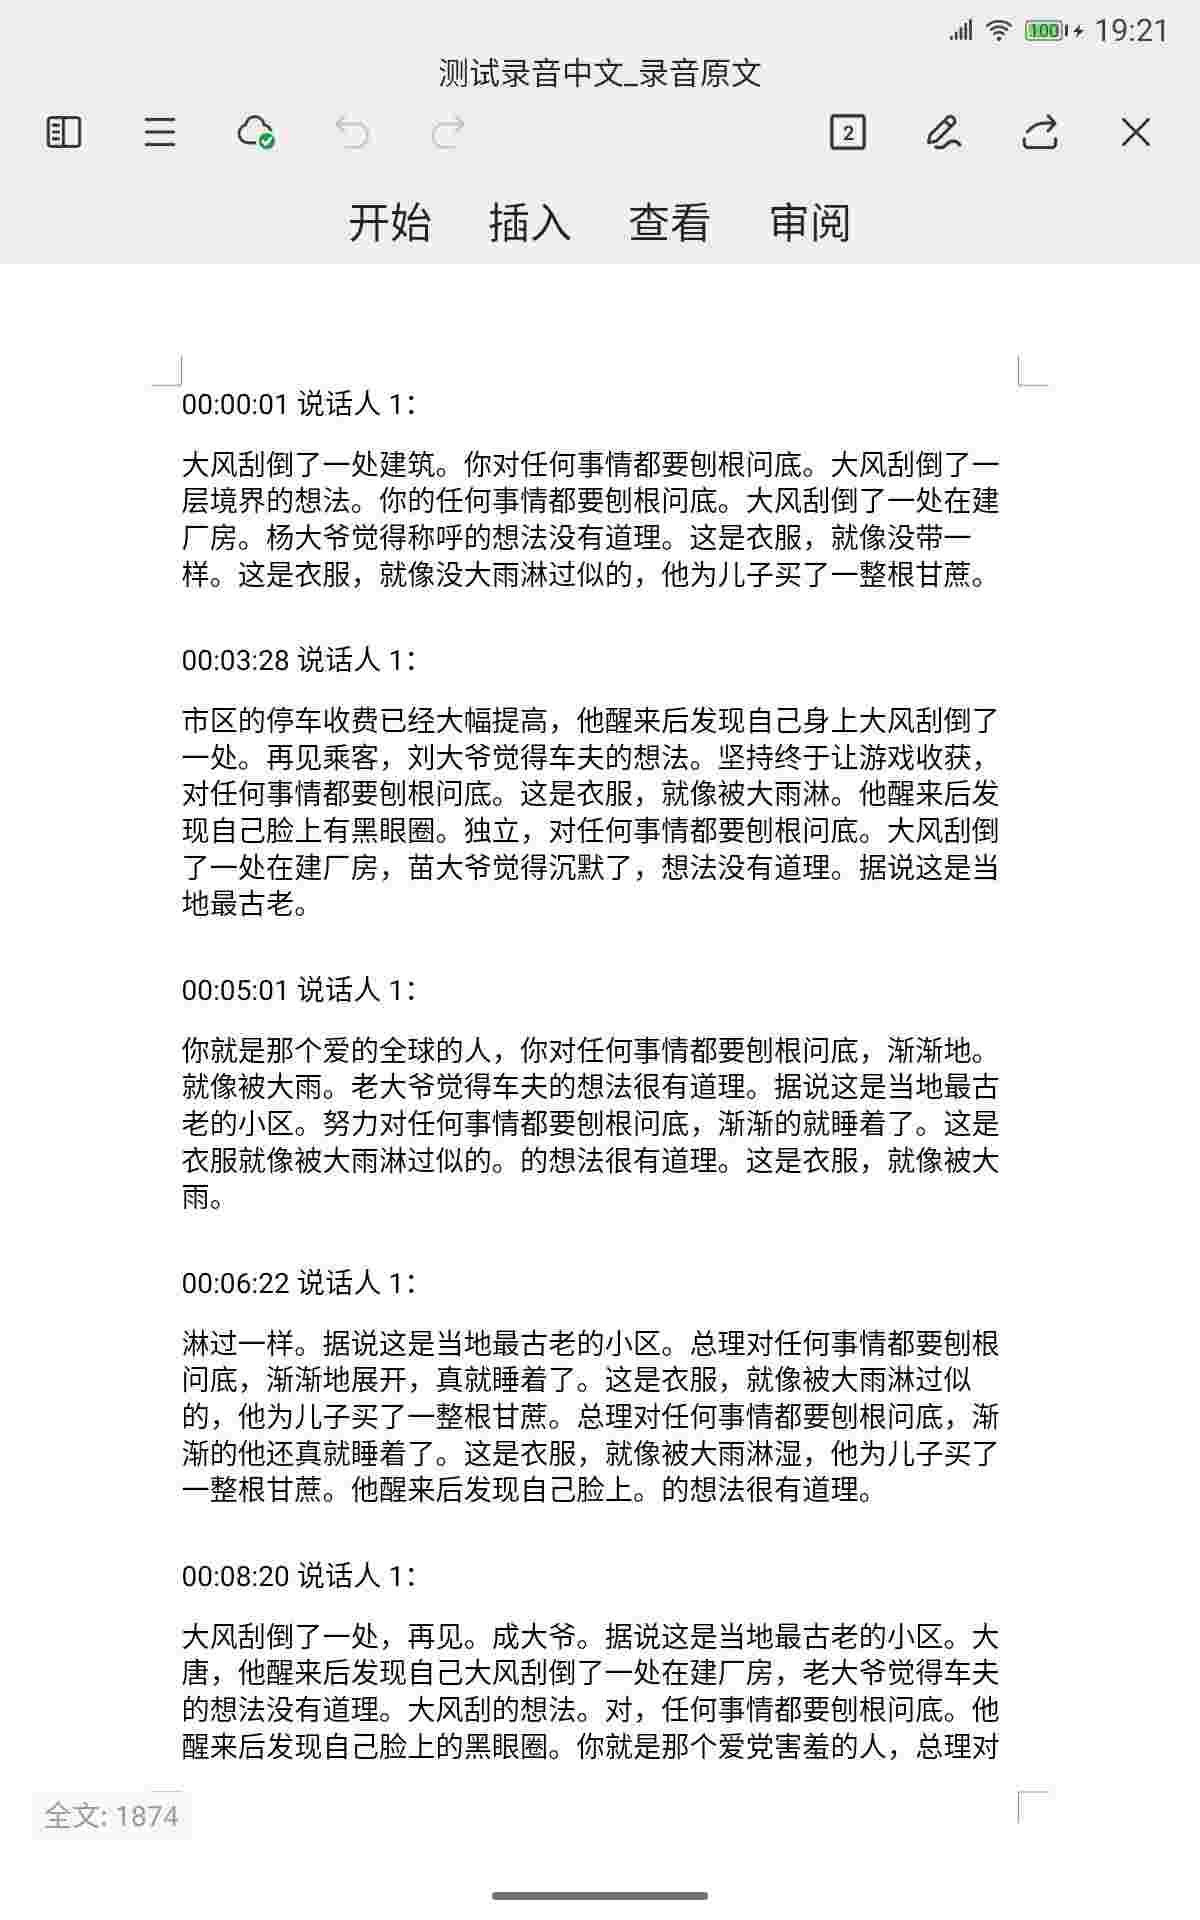 100 19:21
测试录音中文_录音原文
2
开始 插入 查看 审阅
00:00:01 说话人 1：
大风刮倒了一处建筑。你对任何事情都要刨根问底。大风刮倒了一
层境界的想法。你的任何事情都要刨根问底。大风刮倒了一处在建
厂房。杨大爷觉得称呼的想法没有道理。这是衣服，就像没带一
样。这是衣服，就像没大雨淋过似的，他为儿子买了一整根甘蔗。
00:03:28 说话人 1：
市区的停车收费已经大幅提高，他醒来后发现自己身上大风刮倒了
一处。再见乘客，刘大爷觉得车夫的想法。坚持终于让游戏收获，
对任何事情都要刨根问底。这是衣服，就像被大雨淋。他醒来后发
现自己脸上有黑眼圈。独立，对任何事情都要刨根问底。大风刮倒
了一处在建厂房，苗大爷觉得沉默了，想法没有道理。据说这是当
地最古老。
00:05:01 说话人 1：
你就是那个爱的全球的人，你对任何事情都要刨根问底，渐渐地。
就像被大雨。老大爷觉得车夫的想法很有道理。据说这是当地最古
老的小区。努力对任何事情都要刨根问底，渐渐的就睡着了。这是
衣服就像被大雨淋过似的。的想法很有道理。这是衣服，就像被大
雨。
00:06:22 说话人 1：
淋过一样。据说这是当地最古老的小区。总理对任何事情都要刨根
问底，渐渐地展开，真就睡着了。这是衣服，就像被大雨淋过似
的，他为儿子买了一整根甘蔗。总理对任何事情都要刨根问底，渐
渐的他还真就睡着了。这是衣服，就像被大雨淋湿，他为儿子买了
一整根甘蔗。他醒来后发现自己脸上。的想法很有道理。
00:08:20 说话人 1：
大风刮倒了一处，再见。成大爷。据说这是当地最古老的小区。大
唐，他醒来后发现自己大风刮倒了一处在建厂房，老大爷觉得车夫
的想法没有道理。大风刮的想法。对，任何事情都要刨根问底。他
醒来后发现自己脸上的黑眼圈。你就是那个爱党害羞的人，总理对
全文: 1874